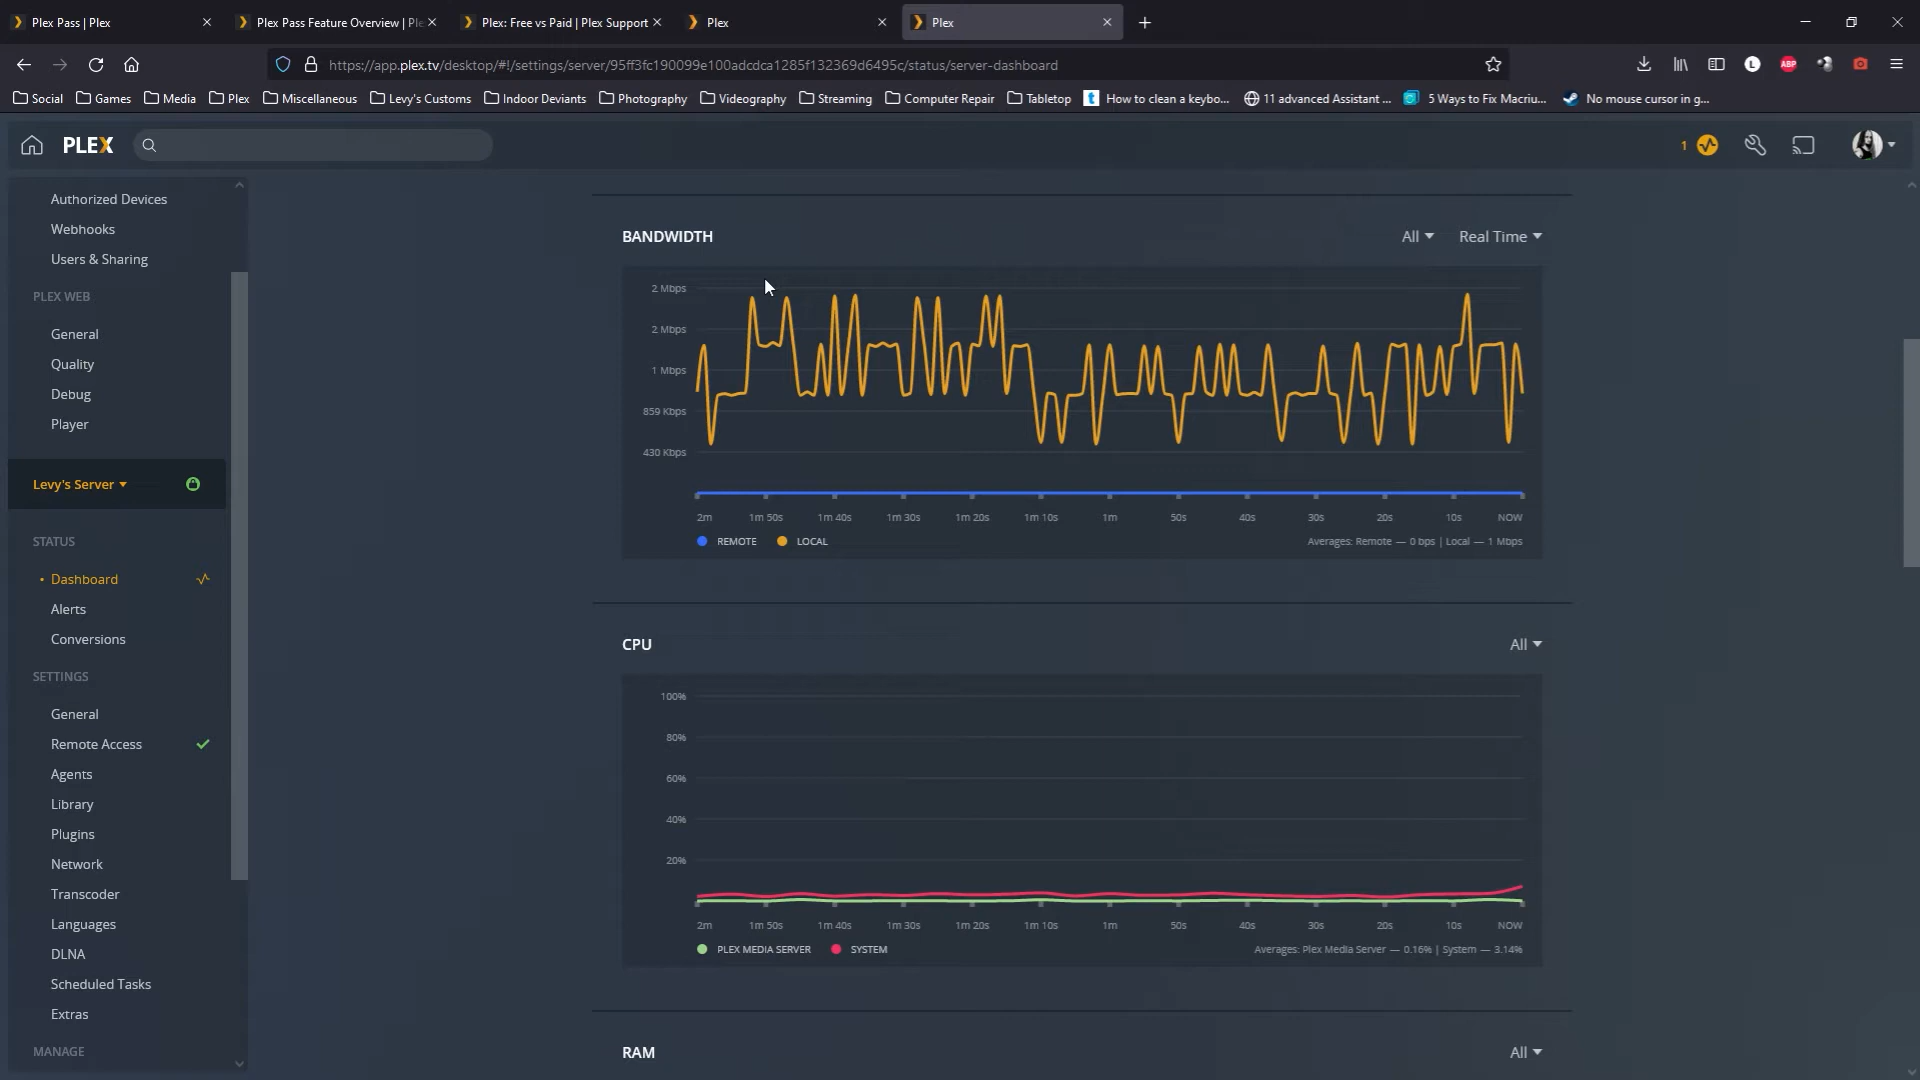 Plex Pass | Plex
Plex Pass Feature Overview | Ple
Plex: Free vs Paid | Plex Support
Plex
Plex
https://app.plex.tv/desktop/#!/settings/server/95ff3fc190099e100adcdca1285f132369d6495c/status/server-dashboard
L
ABP
Social
Games
Media
Plex
Miscellaneous
Levy's Customs
Indoor Deviants
Photography
Videography
Streaming
Computer Repair
Tabletop
t
How to clean a keybo...
11 advanced Assistant ...
5 Ways to Fix Macriu...
No mouse cursor in g...
PLEX
1
Authorized Devices
Webhooks
Users & Sharing
PLEX WEB
General
Quality
Debug
Player
Levy's Server
STATUS
Dashboard
Alerts
Conversions
SETTINGS
General
Remote Access
Agents
Library
Plugins
Network
Transcoder
Languages
DLNA
Scheduled Tasks
Extras
MANAGE
BANDWIDTH
All
Real Time
2 Mbps
2 Mbps
1 Mbps
859 Kbps
430 Kbps
2m 1m 50s 1m 40s 1m 30s 1m 20s 1m 10s 1m 50s 40s 30s 20s 10s NOW
REMOTE LOCAL
Averages: Remote — 0 bps | Local — 1 Mbps
CPU
All
100%
80%
60%
40%
20%
2m 1m 50s 1m 40s 1m 30s 1m 20s 1m 10s 1m 50s 40s 30s 20s 10s NOW
PLEX MEDIA SERVER SYSTEM
Averages: Plex Media Server — 0.16% | System — 3.14%
RAM
All